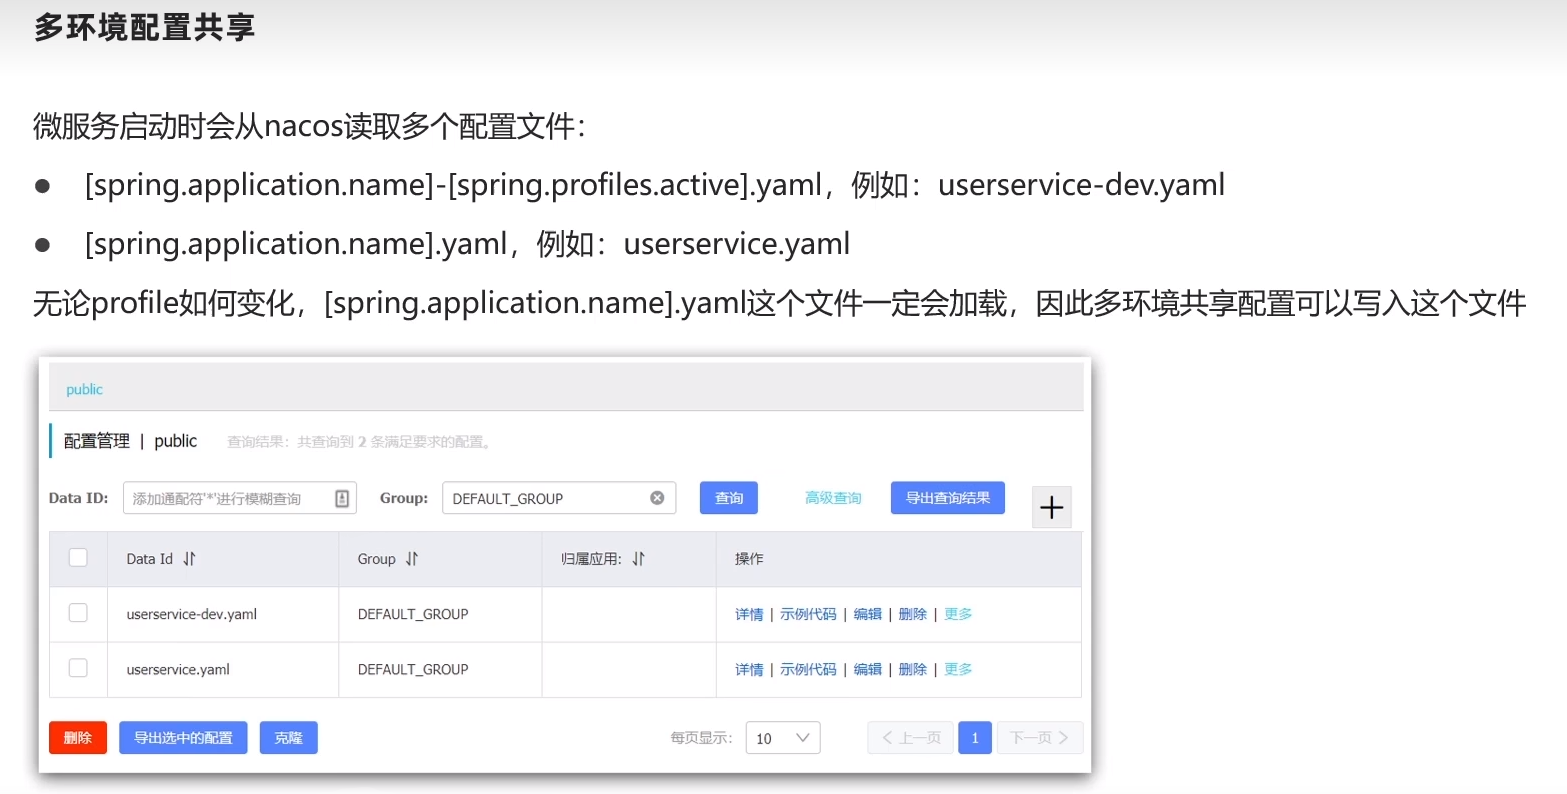 多环境配置共享
微服务启动时会从nacos读取多个配置文件：
● [spring.application.name]-[spring.profiles.active].yaml，例如：userservice-dev.yaml
● [spring.application.name].yaml，例如：userservice.yaml
无论profile如何变化，[spring.application.name].yaml这个文件一定会加载，因此多环境共享配置可以写入这个文件
public
配置管理 | public 查询结果：共查询到 2 条满足要求的配置。
Data ID: 添加通配符'*'进行模糊查询 Group: DEFAULT_GROUP 查询 高级查询 导出查询结果 +
Data Id Group 归属应用: 操作
userservice-dev.yaml DEFAULT_GROUP 详情 | 示例代码 | 编辑 | 删除 | 更多
userservice.yaml DEFAULT_GROUP 详情 | 示例代码 | 编辑 | 删除 | 更多
删除 导出选中的配置 克隆 每页显示: 10 < 上一页 1 下一页 >